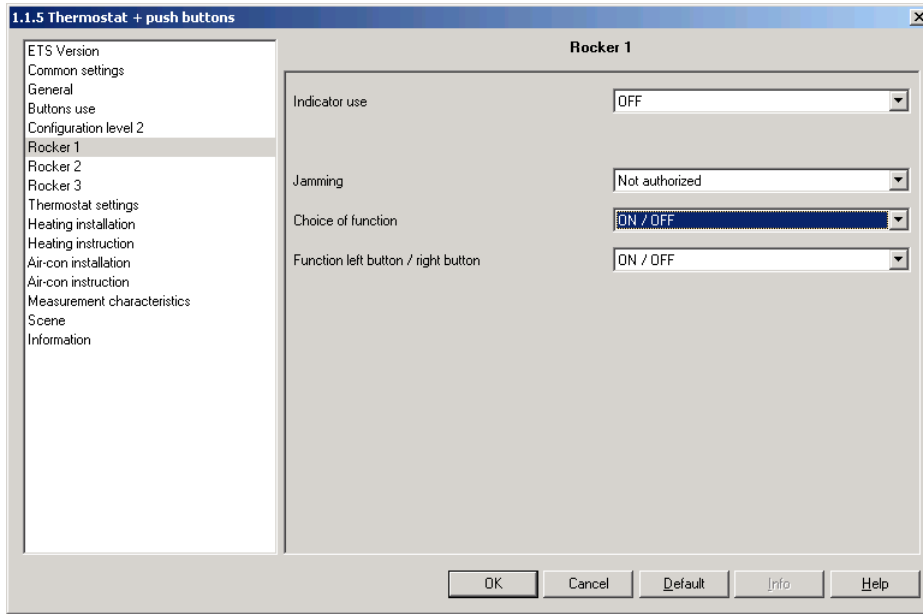 1.1.5 Thermostat + push buttons
ETS Version
Common settings
General
Buttons use
Configuration level 2
Rocker 1
Rocker 2
Rocker 3
Thermostat settings
Heating installation
Heating instruction
Air-con installation
Air-con instruction
Measurement characteristics
Scene
Information
Rocker 1
Indicator use OFF
Jamming Not authorized
Choice of function ON / OFF
Function left button / right button ON / OFF
OK Cancel Default Info Help